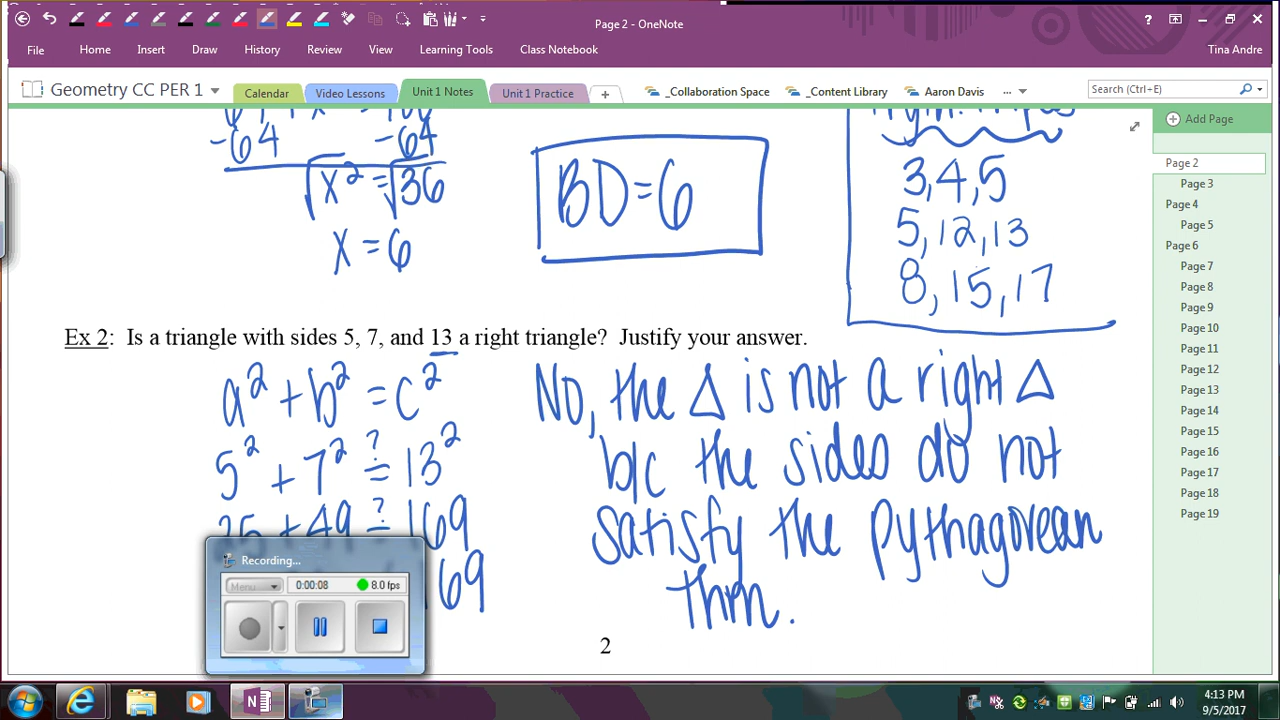 Page 2 - OneNote
File Home Insert Draw History Review View Learning Tools Class Notebook
Tina Andre
Geometry CC PER 1
Calendar Video Lessons Unit 1 Notes Unit 1 Practice
_Collaboration Space _Content Library Aaron Davis ...
Search (Ctrl+E)
Add Page
Page 2
Page 3
Page 4
Page 5
Page 6
Page 7
Page 8
Page 9
Page 10
Page 11
Page 12
Page 13
Page 14
Page 15
Page 16
Page 17
Page 18
Page 19
-64 -64
√x² = √36
x = 6
BD = 6
3, 4, 5
5, 12, 13
8, 15, 17
Ex 2: Is a triangle with sides 5, 7, and 13 a right triangle? Justify your answer.
a² + b² = c²
5² + 7² ≟ 13²
25 + 49 ≟ 169
69
No, the Δ is not a right Δ
b/c the sides do not
satisfy the pythagorean
thm.
2
Recording...
Menu 0:00:08 8.0 fps
4:13 PM
9/5/2017